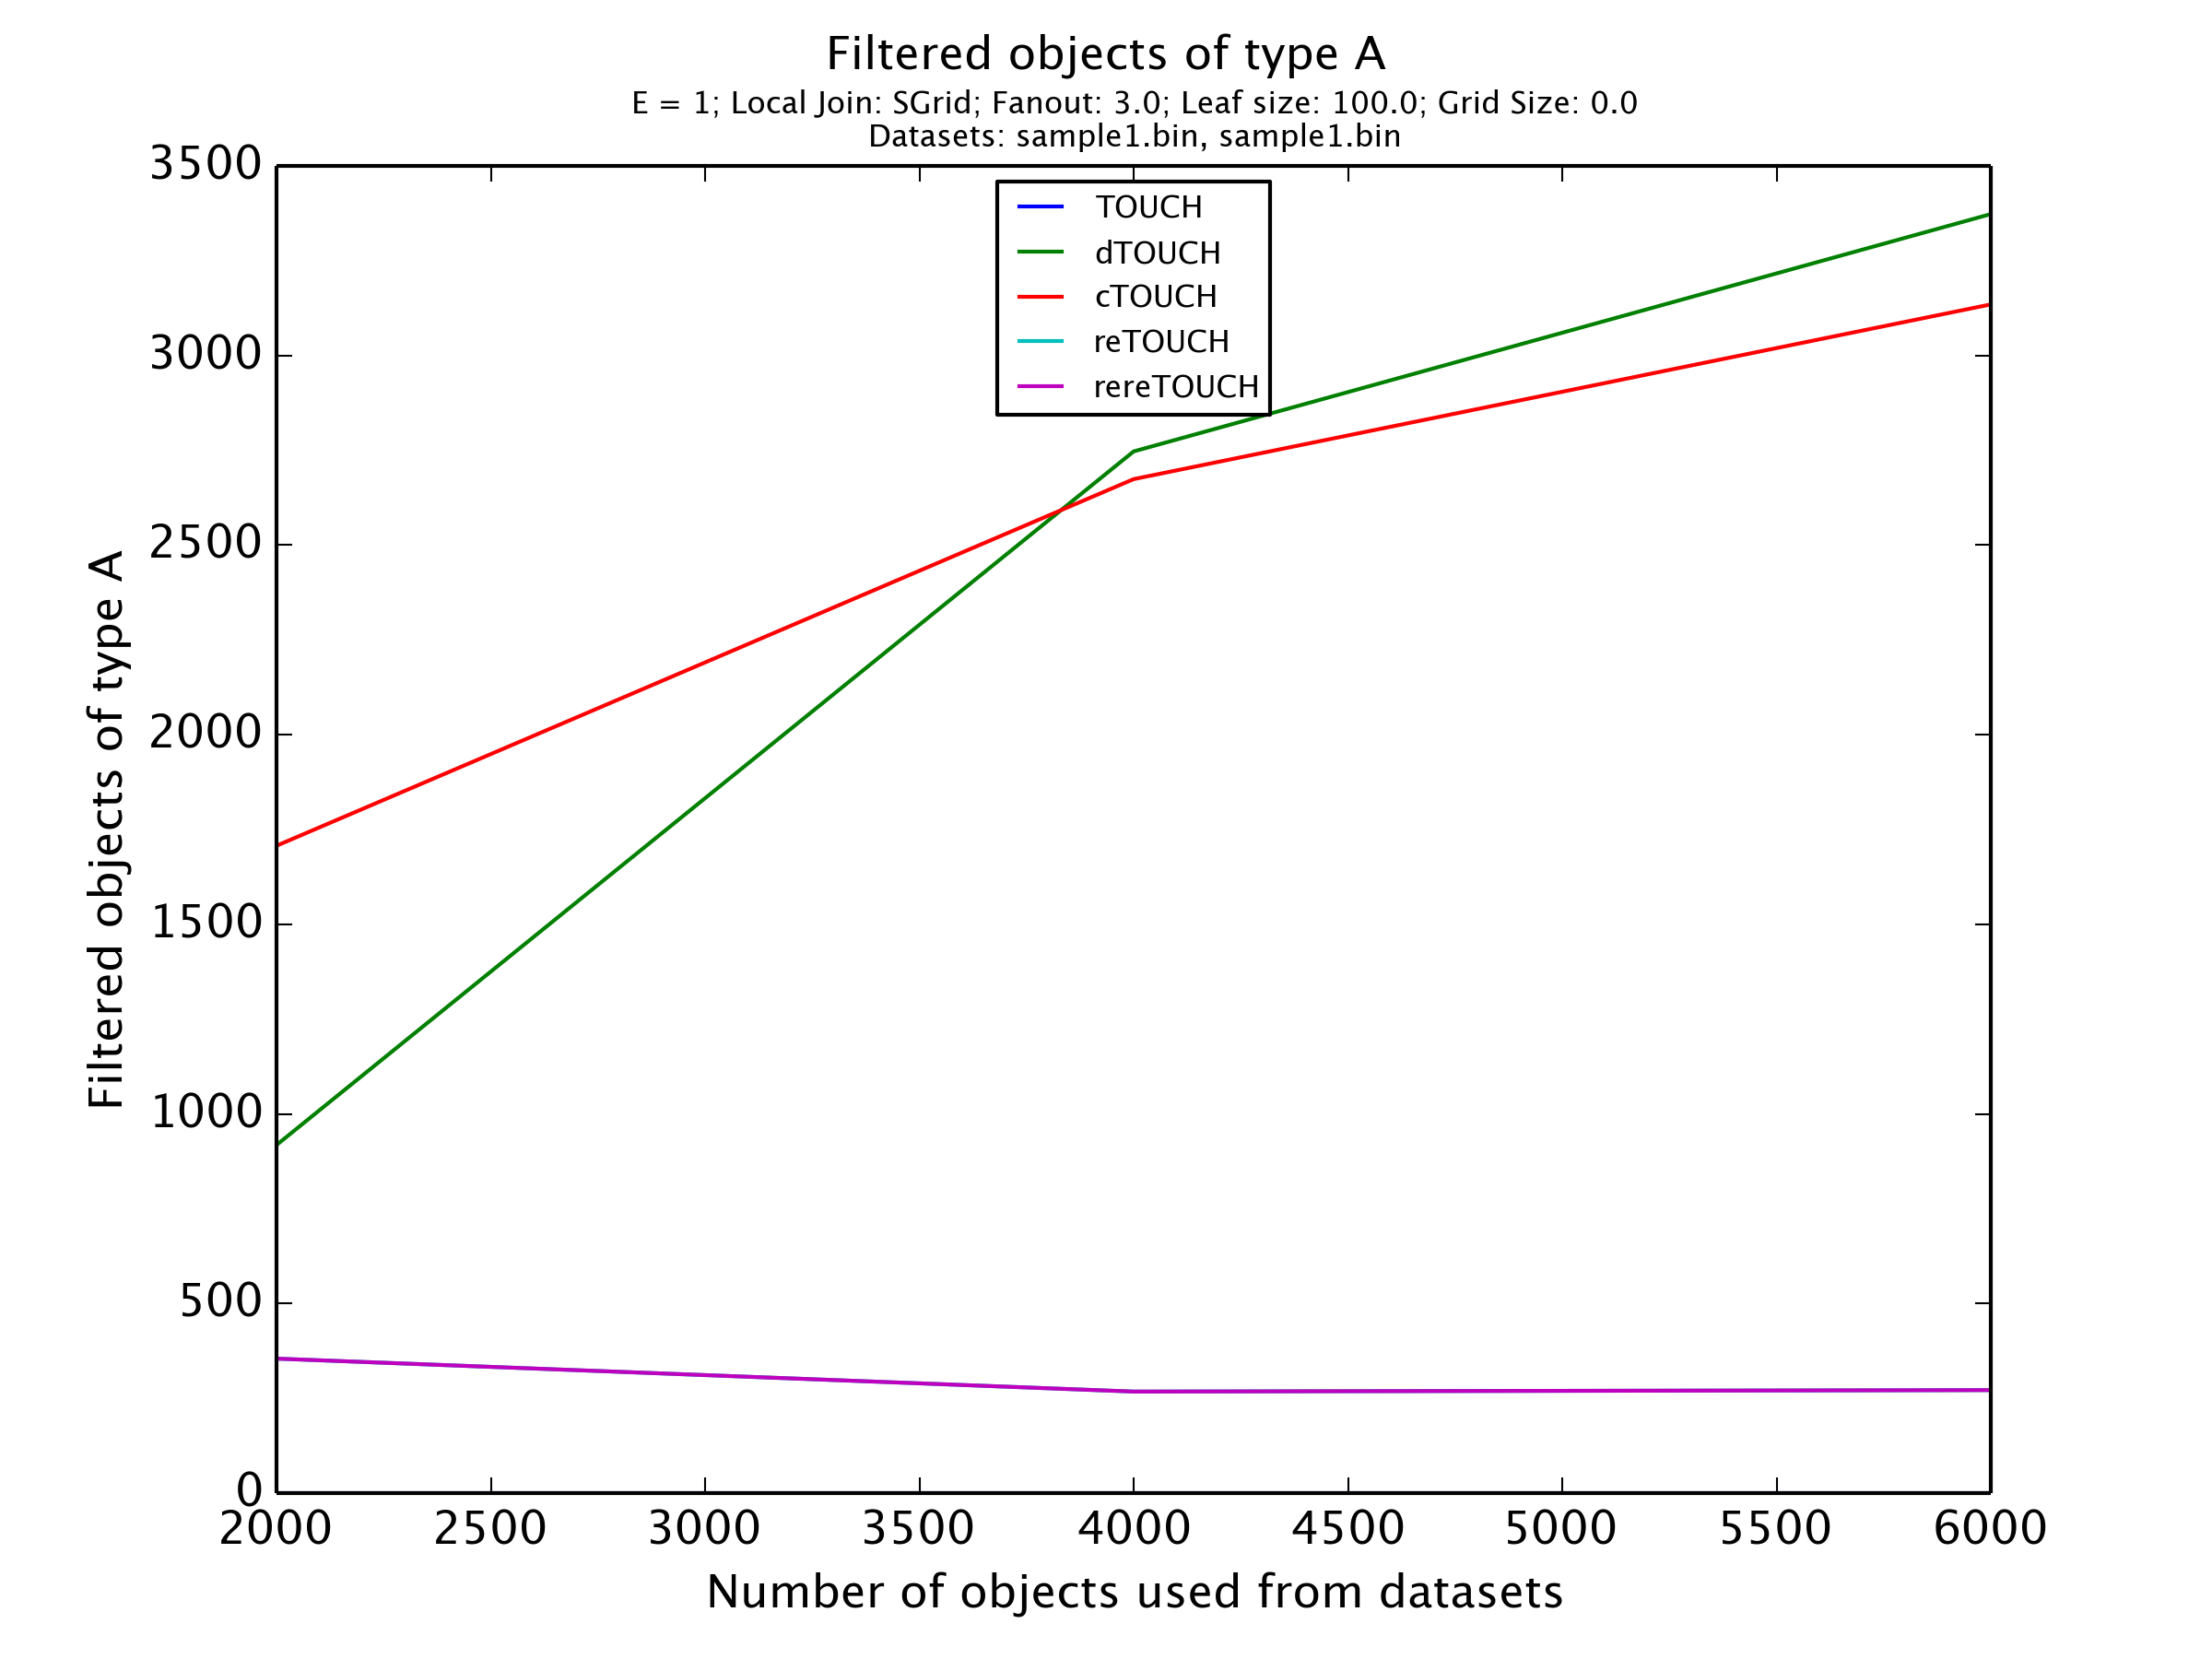 Filtered objects of type A
E = 1; Local Join: SGrid; Fanout: 3.0; Leaf size: 100.0; Grid Size: 0.0
Datasets: sample1.bin, sample1.bin
TOUCH
dTOUCH
cTOUCH
reTOUCH
rereTOUCH
Filtered objects of type A
3500
3000
2500
2000
1500
1000
500
0
2000 2500 3000 3500 4000 4500 5000 5500 6000
Number of objects used from datasets